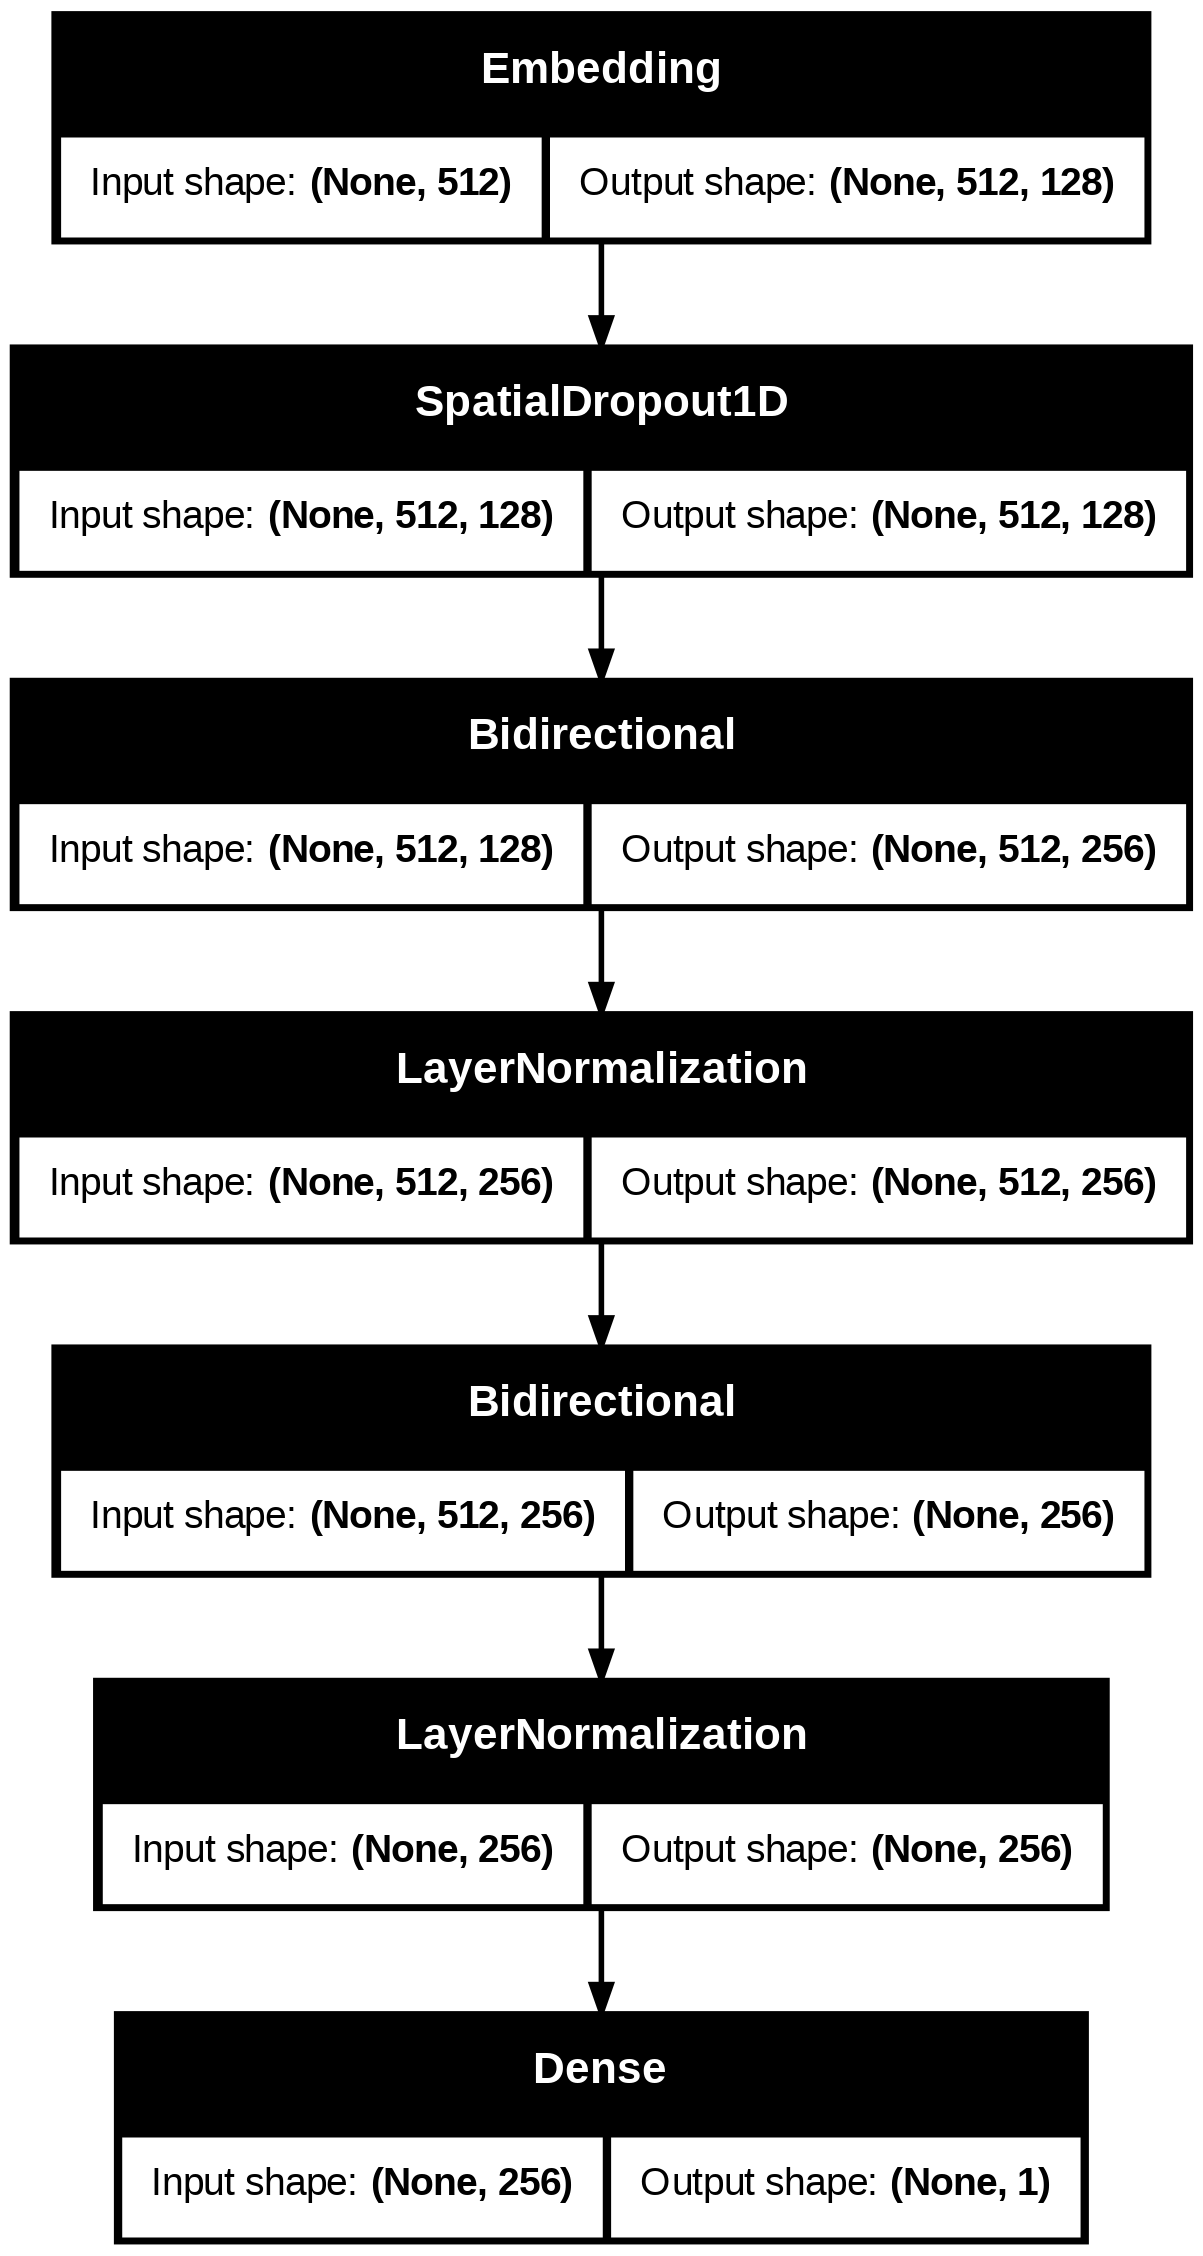 Embedding
Input shape: (None, 512) Output shape: (None, 512, 128)
SpatialDropout1D
Input shape: (None, 512, 128) Output shape: (None, 512, 128)
Bidirectional
Input shape: (None, 512, 128) Output shape: (None, 512, 256)
LayerNormalization
Input shape: (None, 512, 256) Output shape: (None, 512, 256)
Bidirectional
Input shape: (None, 512, 256) Output shape: (None, 256)
LayerNormalization
Input shape: (None, 256) Output shape: (None, 256)
Dense
Input shape: (None, 256) Output shape: (None, 1)